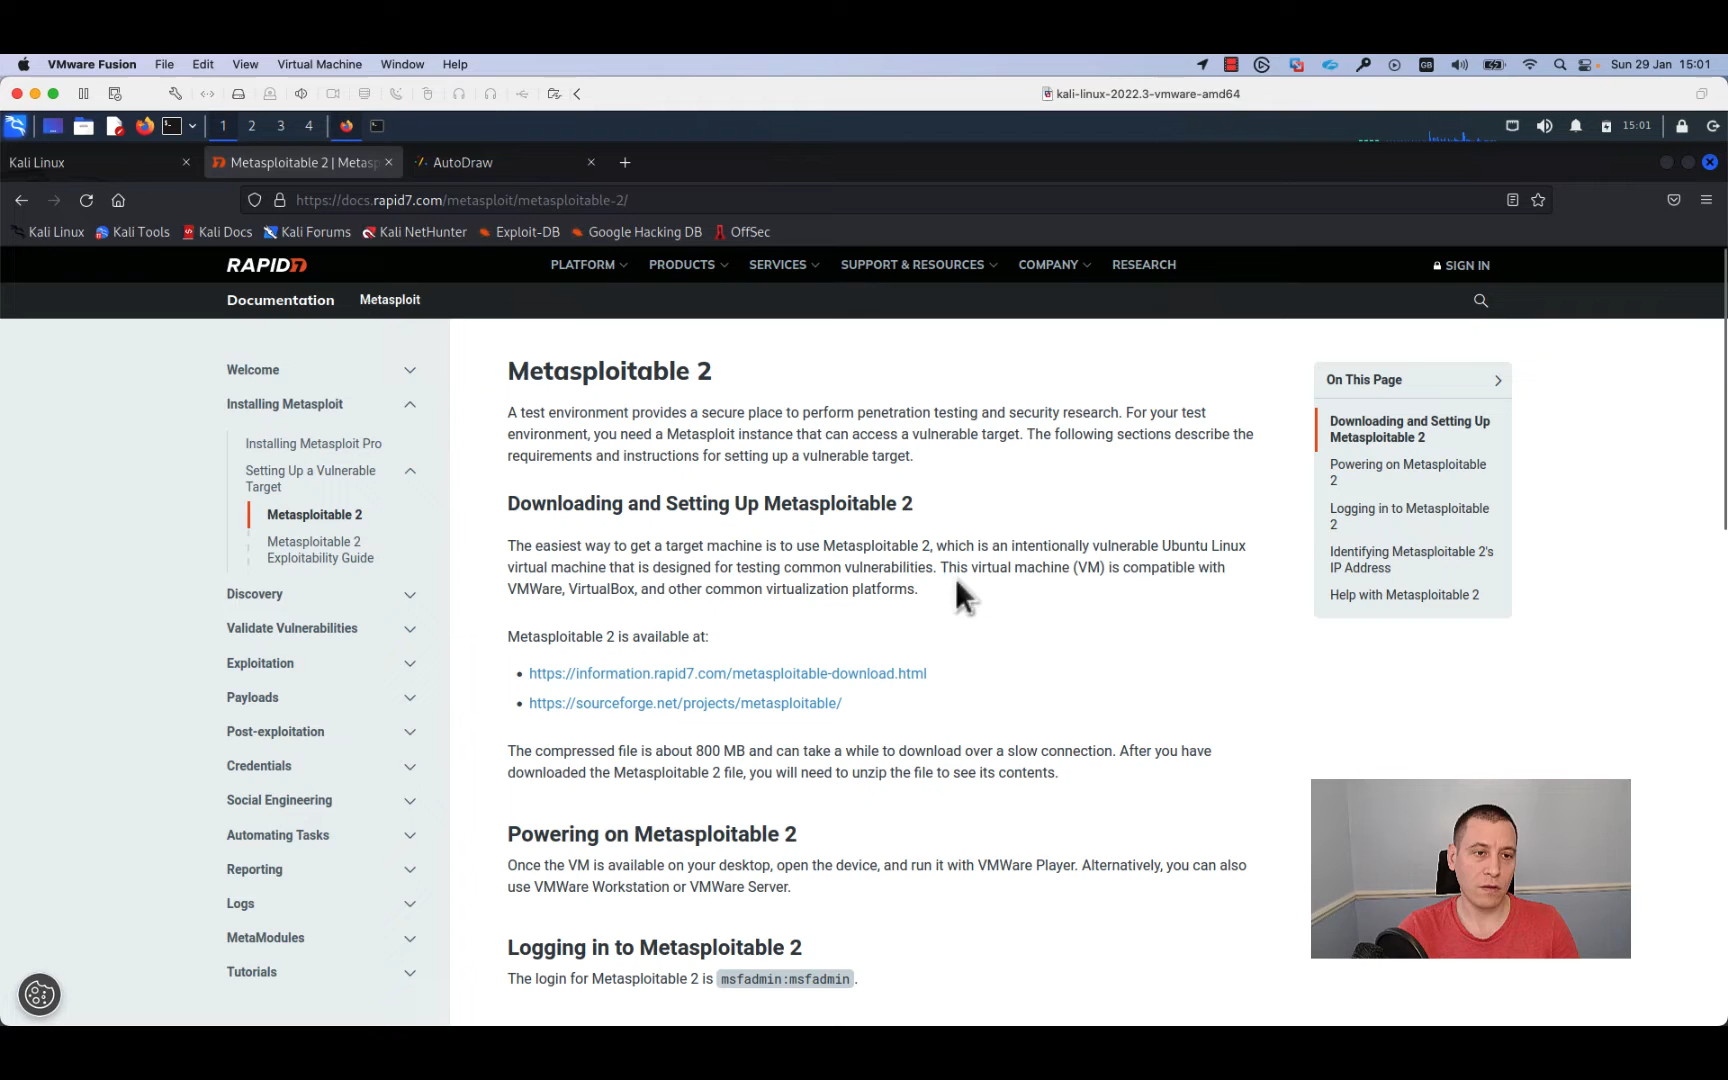 VMware Fusion File Edit View Virtual Machine Window Help GB Sun 29 Jan 15:01
kali-linux-2022.3-vmware-amd64
1 2 3 4 15:01
Kali Linux Metasploitable 2 | Metasp AutoDraw
https://docs.rapid7.com/metasploit/metasploitable-2/
Kali Linux Kali Tools Kali Docs Kali Forums Kali NetHunter Exploit-DB Google Hacking DB OffSec
RAPID7 PLATFORM PRODUCTS SERVICES SUPPORT & RESOURCES COMPANY RESEARCH SIGN IN
Documentation Metasploit
Welcome
Installing Metasploit
Installing Metasploit Pro
Setting Up a Vulnerable
Target
Metasploitable 2
Metasploitable 2
Exploitability Guide
Discovery
Validate Vulnerabilities
Exploitation
Payloads
Post-exploitation
Credentials
Social Engineering
Automating Tasks
Reporting
Logs
MetaModules
Tutorials
Metasploitable 2
A test environment provides a secure place to perform penetration testing and security research. For your test
environment, you need a Metasploit instance that can access a vulnerable target. The following sections describe the
requirements and instructions for setting up a vulnerable target.
Downloading and Setting Up Metasploitable 2
The easiest way to get a target machine is to use Metasploitable 2, which is an intentionally vulnerable Ubuntu Linux
virtual machine that is designed for testing common vulnerabilities. This virtual machine (VM) is compatible with
VMWare, VirtualBox, and other common virtualization platforms.
Metasploitable 2 is available at:
• https://information.rapid7.com/metasploitable-download.html
• https://sourceforge.net/projects/metasploitable/
The compressed file is about 800 MB and can take a while to download over a slow connection. After you have
downloaded the Metasploitable 2 file, you will need to unzip the file to see its contents.
Powering on Metasploitable 2
Once the VM is available on your desktop, open the device, and run it with VMWare Player. Alternatively, you can also
use VMWare Workstation or VMWare Server.
Logging in to Metasploitable 2
The login for Metasploitable 2 is msfadmin:msfadmin.
On This Page
Downloading and Setting Up
Metasploitable 2
Powering on Metasploitable
2
Logging in to Metasploitable
2
Identifying Metasploitable 2's
IP Address
Help with Metasploitable 2